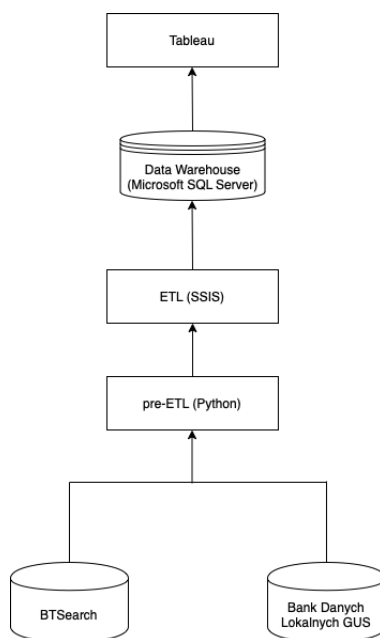 Tableau
Data Warehouse
(Microsoft SQL Server)
ETL (SSIS)
pre-ETL (Python)
BTSearch
Bank Danych
Lokalnych GUS